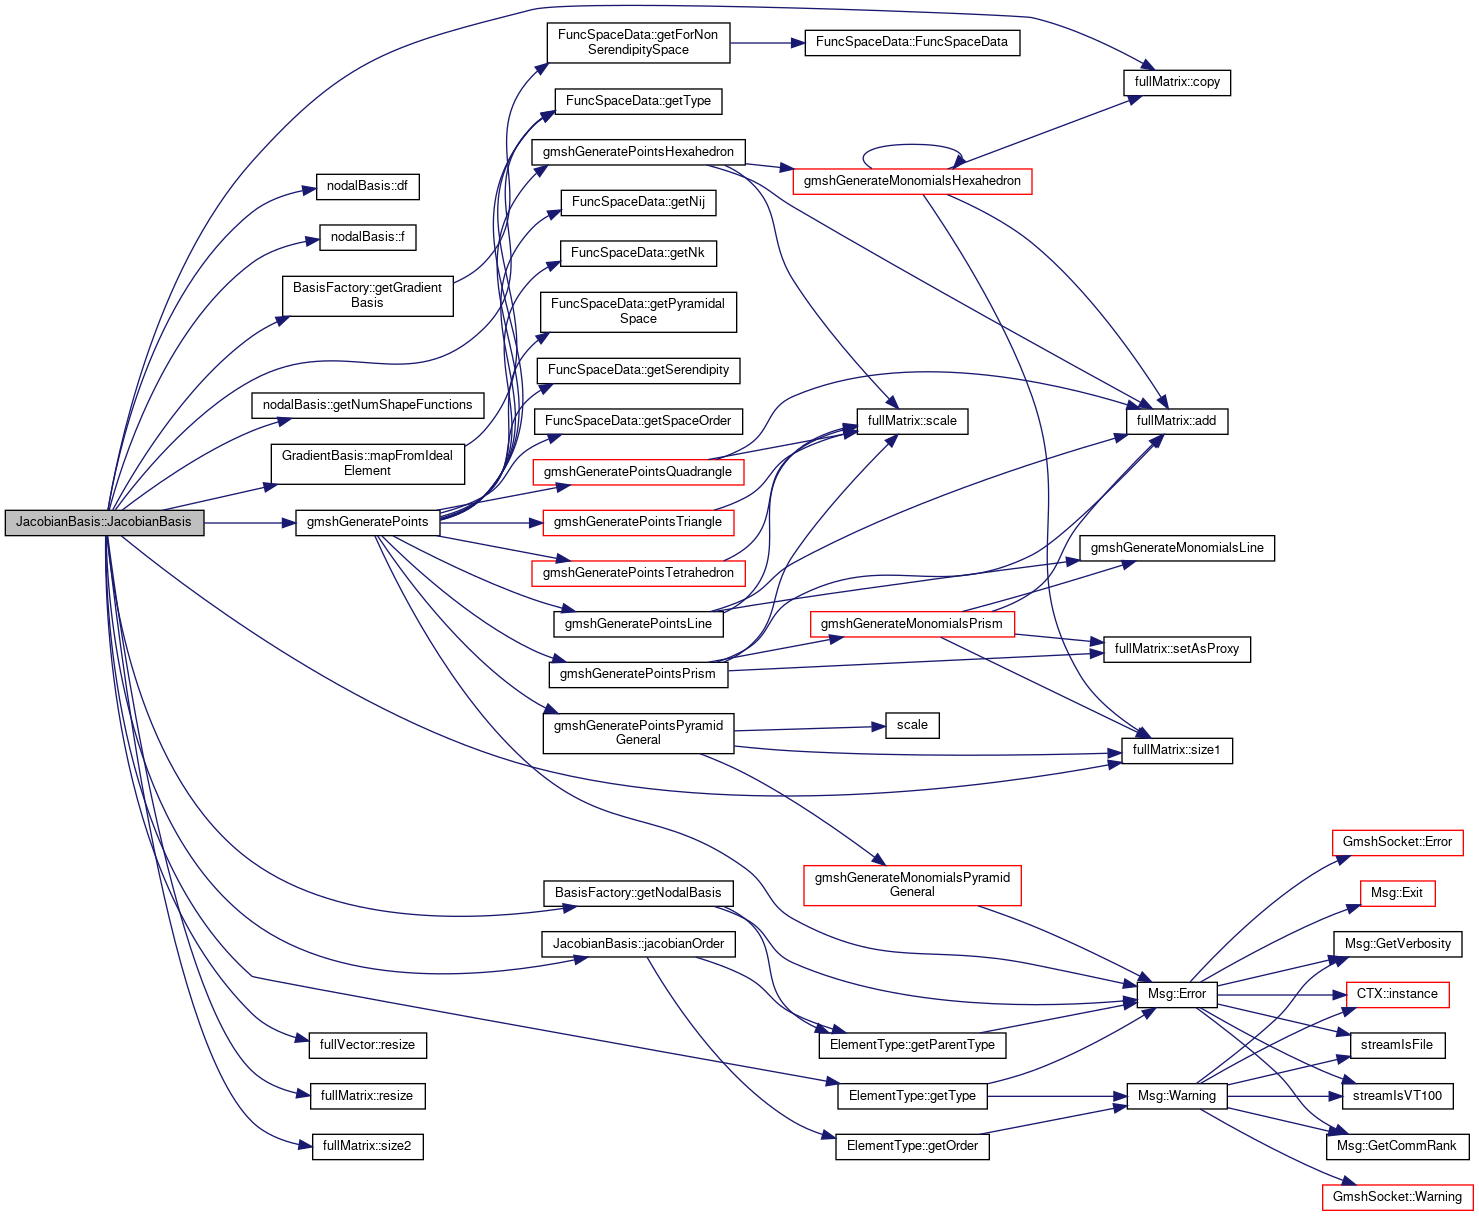 JacobianBasis::JacobianBasis
nodalBasis::df
nodalBasis::f
BasisFactory::getGradient
Basis
nodalBasis::getNumShapeFunctions
GradientBasis::mapFromIdeal
Element
gmshGeneratePoints
fullVector::resize
fullMatrix::resize
fullMatrix::size2
FuncSpaceData::getForNon
SerendipitySpace
FuncSpaceData::getType
gmshGeneratePointsHexahedron
FuncSpaceData::getNij
FuncSpaceData::getNk
FuncSpaceData::getPyramidal
Space
FuncSpaceData::getSerendipity
FuncSpaceData::getSpaceOrder
gmshGeneratePointsQuadrangle
gmshGeneratePointsTriangle
gmshGeneratePointsTetrahedron
gmshGeneratePointsLine
gmshGeneratePointsPrism
gmshGeneratePointsPyramid
General
BasisFactory::getNodalBasis
JacobianBasis::jacobianOrder
FuncSpaceData::FuncSpaceData
gmshGenerateMonomialsHexahedron
fullMatrix::scale
gmshGenerateMonomialsPrism
scale
gmshGenerateMonomialsPyramid
General
ElementType::getParentType
ElementType::getType
ElementType::getOrder
fullMatrix::copy
fullMatrix::add
gmshGenerateMonomialsLine
fullMatrix::setAsProxy
fullMatrix::size1
Msg::Error
Msg::Warning
GmshSocket::Error
Msg::Exit
Msg::GetVerbosity
CTX::instance
streamIsFile
streamIsVT100
Msg::GetCommRank
GmshSocket::Warning